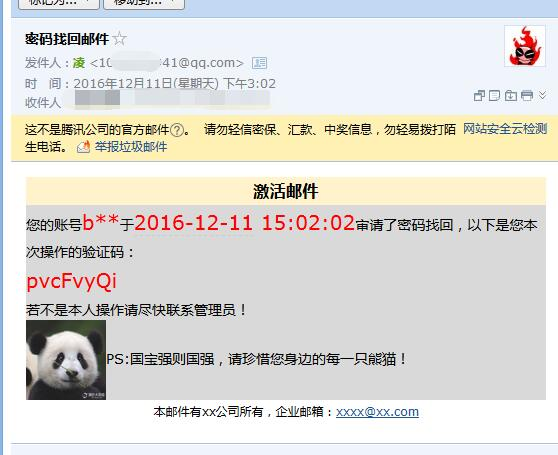 标记为... 移动到...
密码找回邮件☆
发件人：凌 <10 41@qq.com>
时 间：2016年12月11日(星期天) 下午3:02
收件人
这不是腾讯公司的官方邮件?。 请勿轻信密保、汇款、中奖信息，勿轻易拨打陌 网站安全云检测
生电话。 举报垃圾邮件
激活邮件
您的账号b**于2016-12-11 15:02:02审请了密码找回，以下是您本
次操作的验证码：
pvcFvyQi
若不是本人操作请尽快联系管理员！
PS:国宝强则国强，请珍惜您身边的每一只熊猫！
本邮件有xx公司所有，企业邮箱：xxxx@xx.com